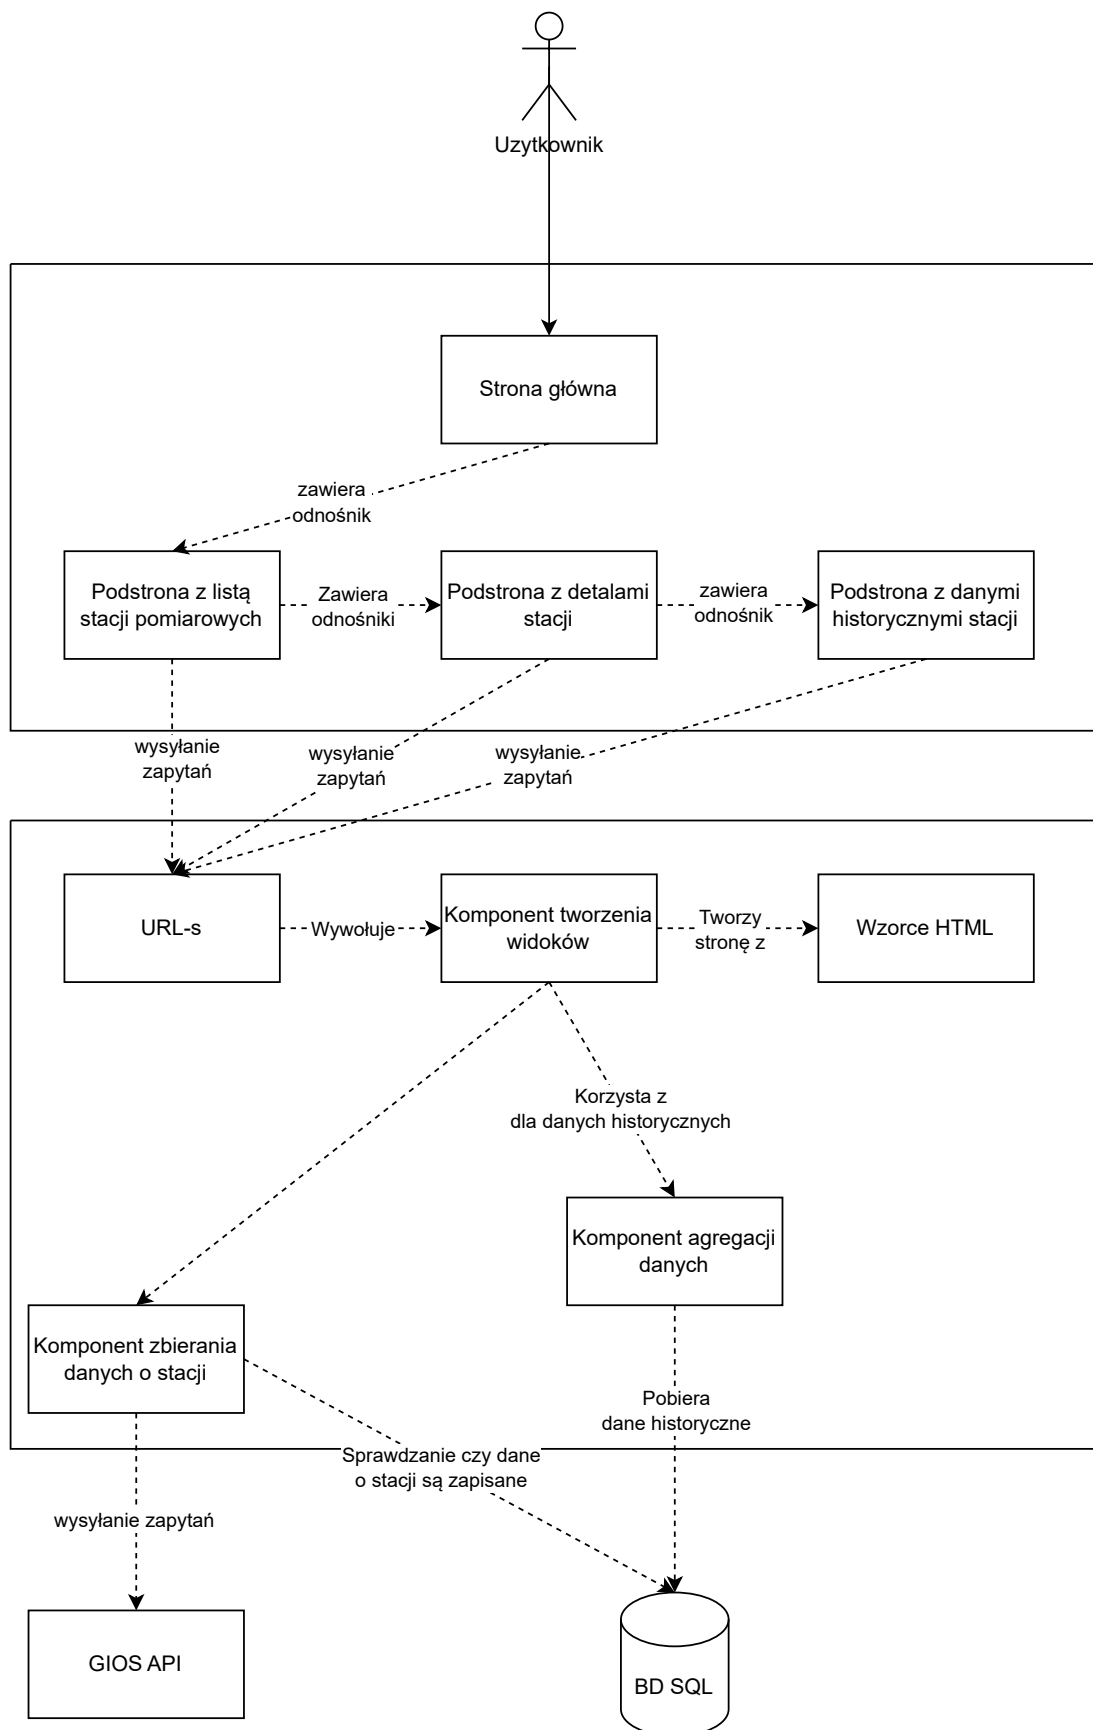 Uzytkownik
Strona główna
zawiera
odnośnik
Podstrona z listą
stacji pomiarowych
Zawiera
odnośniki
Podstrona z detalami
stacji
zawiera
odnośnik
Podstrona z danymi
historycznymi stacji
wysyłanie
zapytań
wysyłanie
zapytań
wysyłanie
zapytań
URL-s
Wywołuje
Komponent tworzenia
widoków
Tworzy
stronę z
Wzorce HTML
Korzysta z
dla danych historycznych
Komponent agregacji
danych
Komponent zbierania
danych o stacji
Pobiera
dane historyczne
Sprawdzanie czy dane
o stacji są zapisane
wysyłanie zapytań
GIOS API
BD SQL